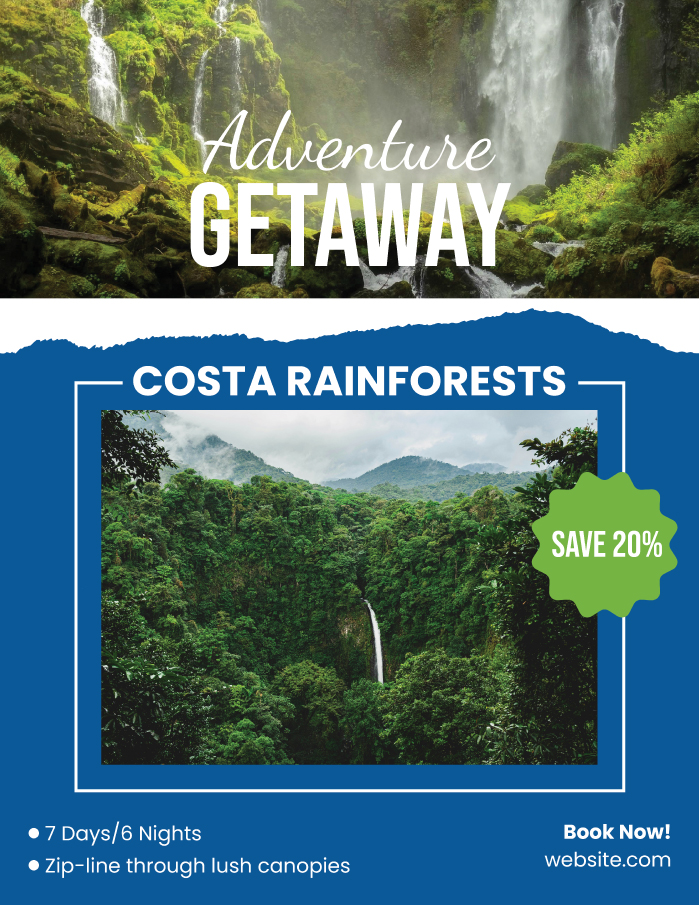 Adventure
GETAWAY
COSTA RAINFORESTS
SAVE 20%
7 Days/6 Nights
Zip-line through lush canopies
Book Now!
website.com